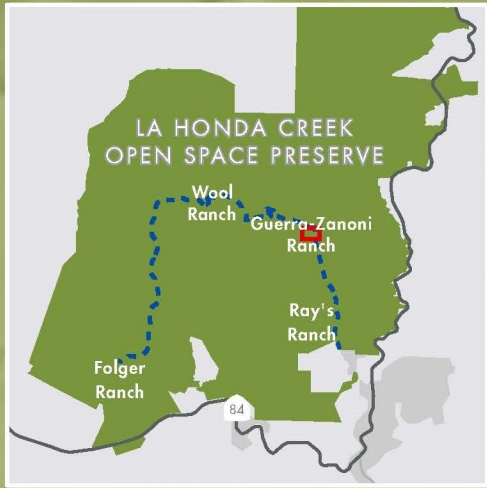 LA HONDA CREEK
OPEN SPACE PRESERVE
Wool
Ranch
Guerra-Zanoni
Ranch
Ray's
Ranch
Folger
Ranch
84